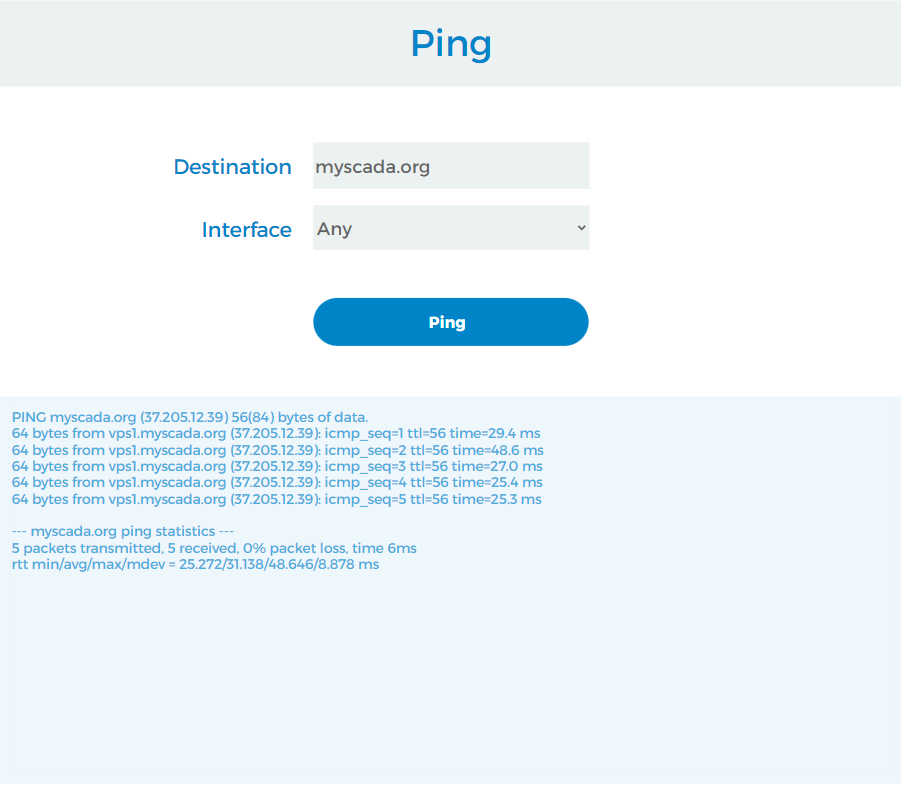 Ping
Destination
myscada.org
Interface
Any
Ping
PING myscada.org (37.205.12.39) 56(84) bytes of data.
64 bytes from vps1.myscada.org (37.205.12.39): icmp_seq=1 ttl=56 time=29.4 ms
64 bytes from vps1.myscada.org (37.205.12.39): icmp_seq=2 ttl=56 time=48.6 ms
64 bytes from vps1.myscada.org (37.205.12.39): icmp_seq=3 ttl=56 time=27.0 ms
64 bytes from vps1.myscada.org (37.205.12.39): icmp_seq=4 ttl=56 time=25.4 ms
64 bytes from vps1.myscada.org (37.205.12.39): icmp_seq=5 ttl=56 time=25.3 ms
--- myscada.org ping statistics ---
5 packets transmitted, 5 received, 0% packet loss, time 6ms
rtt min/avg/max/mdev = 25.272/31.138/48.646/8.878 ms